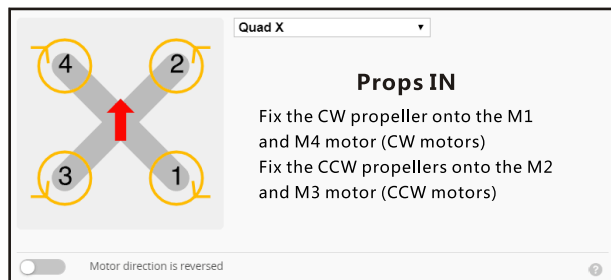 Quad X
4
2
3
1
Props IN
Fix the CW propeller onto the M1
and M4 motor (CW motors)
Fix the CCW propellers onto the M2
and M3 motor (CCW motors)
Motor direction is reversed
?